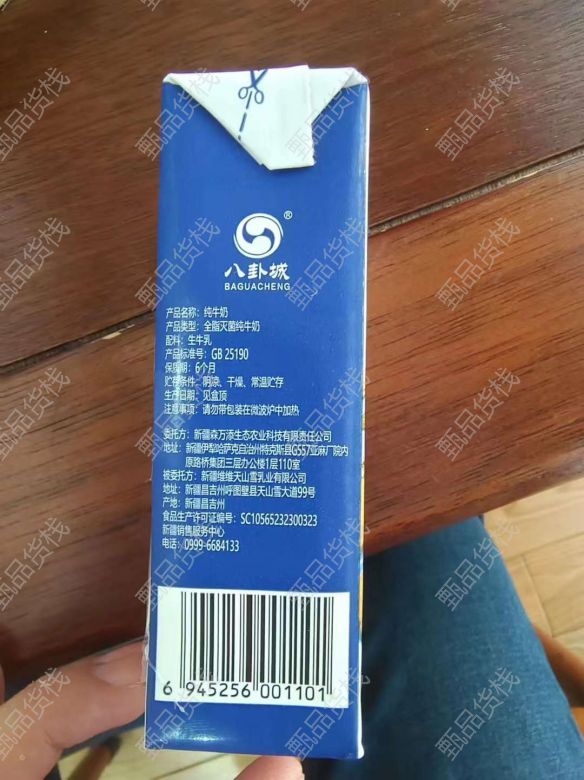 八卦城®
BAGUACHENG
产品名称：纯牛奶
产品类型：全脂灭菌纯牛奶
配料：生牛乳
产品标准号：GB 25190
保质期：6个月
贮存条件：阴凉、干燥、常温贮存
生产日期：见盒顶
注意事项：请勿带包装在微波炉中加热
委托方：新疆森万添生态农业科技有限责任公司
地址：新疆伊犁哈萨克自治州特克斯县G557亚麻厂院内
原路桥集团三层办公楼1层110室
被委托方：新疆维维天山雪乳业有限公司
地址：新疆昌吉州呼图壁县天山雪大道99号
产地：新疆昌吉州
食品生产许可证编号：SC10565232300323
新疆销售服务中心
电话：0999-6684133
6 945256 001101
甄品货栈